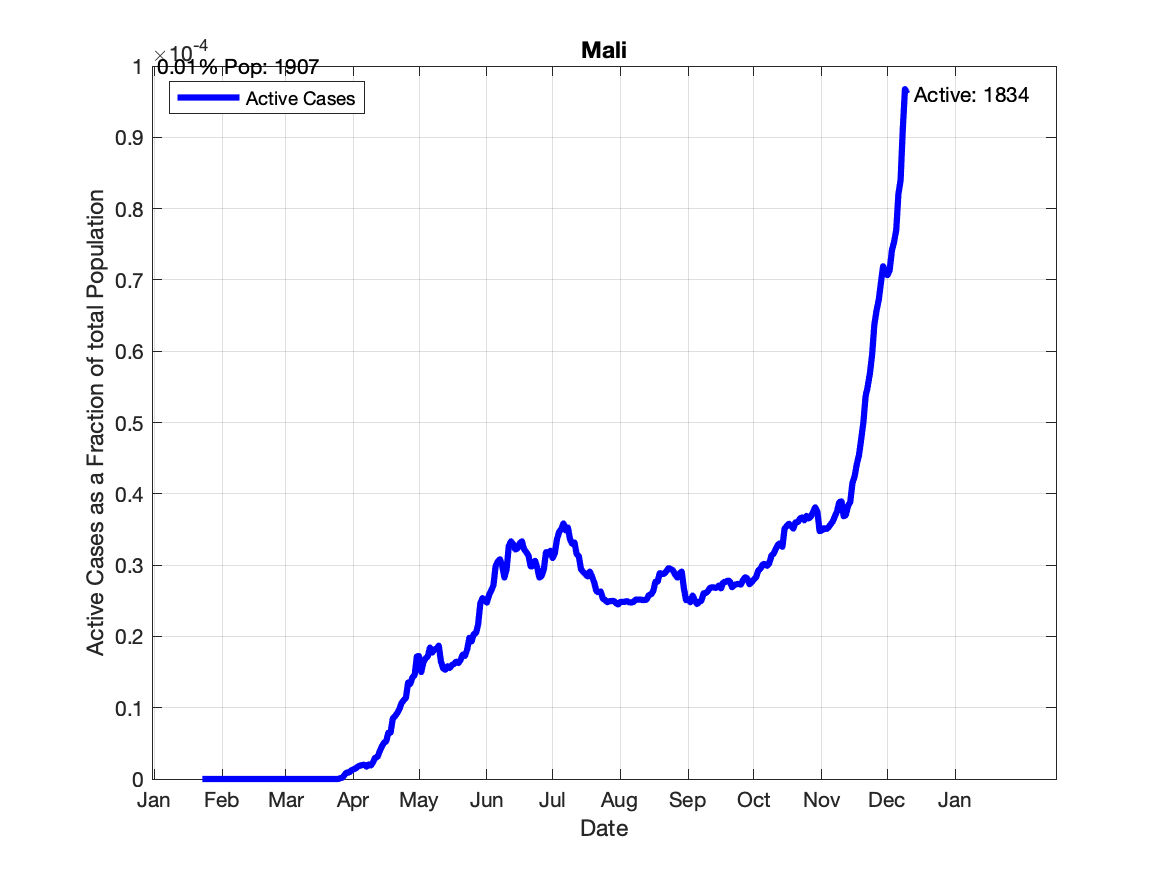 Mali
×10-4
0.01% Pop: 1907
Active Cases
Active: 1834
1
0.9
0.8
0.7
0.6
0.5
0.4
0.3
0.2
0.1
0
Active Cases as a Fraction of total Population
Jan Feb Mar Apr May Jun Jul Aug Sep Oct Nov Dec Jan
Date